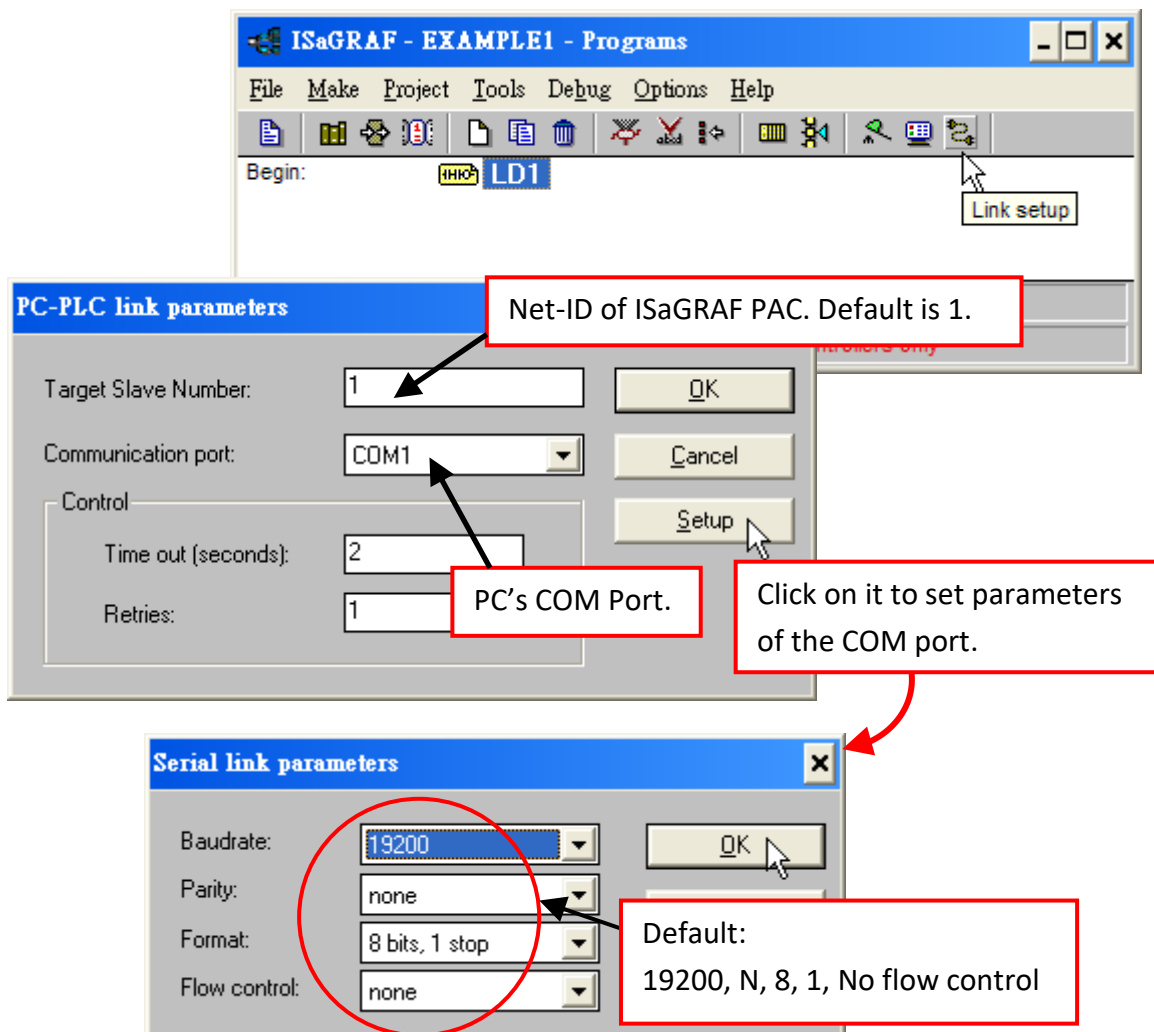 ISaGRAF - EXAMPLE1 - Programs
File Make Project Tools Debug Options Help
Begin: LD1
Link setup
PC-PLC link parameters
Net-ID of ISaGRAF PAC. Default is 1.
Target Slave Number: 1 OK
Communication port: COM1 Cancel
Control
Setup
Time out (seconds): 2
Retries: 1
PC's COM Port.
Click on it to set parameters
of the COM port.
Serial link parameters
Baudrate: 19200 OK
Parity: none
Format: 8 bits, 1 stop
Flow control: none
Default:
19200, N, 8, 1, No flow control